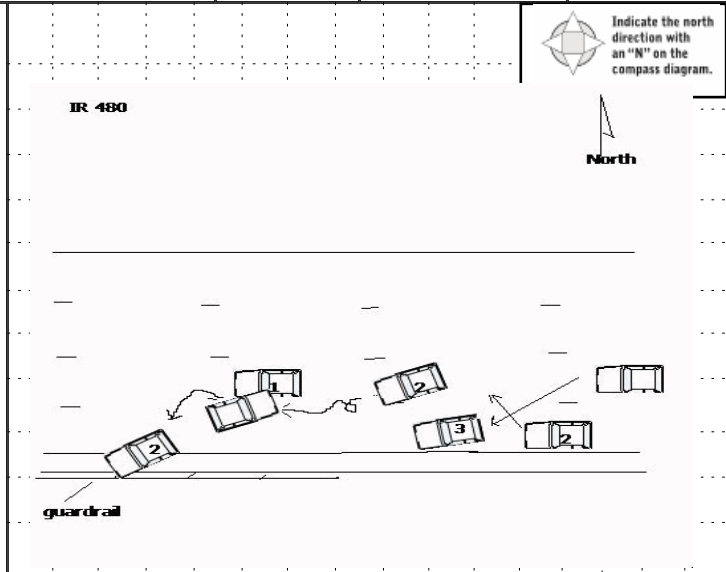 Indicate the north
direction with
an “N” on the
compass diagram.
IR 480
North
1
2
2
3
2
guardrail